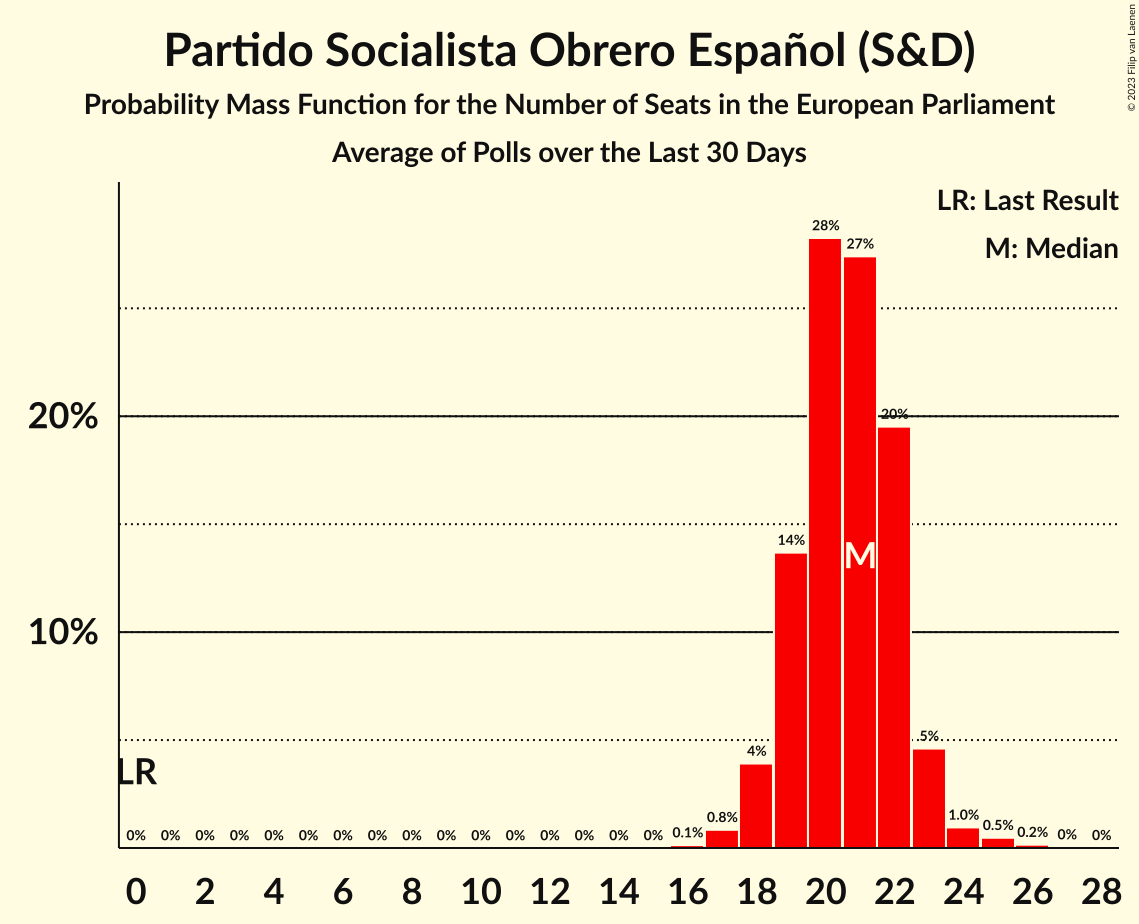 Partido Socialista Obrero Español (S&D)
Probability Mass Function for the Number of Seats in the European Parliament
Average of Polls over the Last 30 Days
© 2023 Filip van Laenen
LR: Last Result
M: Median
28%
27%
20%
20%
14%
M
10%
5%
4%
LR
0% 0% 0% 0% 0% 0% 0% 0% 0% 0% 0% 0% 0% 0% 0% 0% 0.1% 0.8% 1.0% 0.5% 0.2% 0% 0%
0 2 4 6 8 10 12 14 16 18 20 22 24 26 28